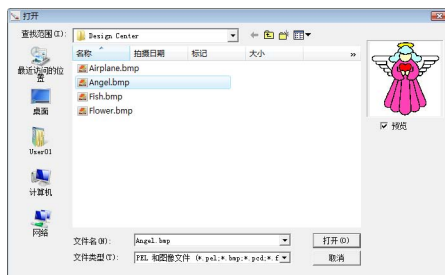 打开
查找范围(I): Design Center
名称 拍摄日期 标记 大小 »
Airplane.bmp
Angel.bmp
Fish.bmp
Flower.bmp
最近访问的位置
桌面
User01
计算机
网络
预览
文件名(N): Angel.bmp 打开(O)
文件类型(T): PEL 和图像文件 (*.pel;*.bmp;*.pcd;*.f 取消